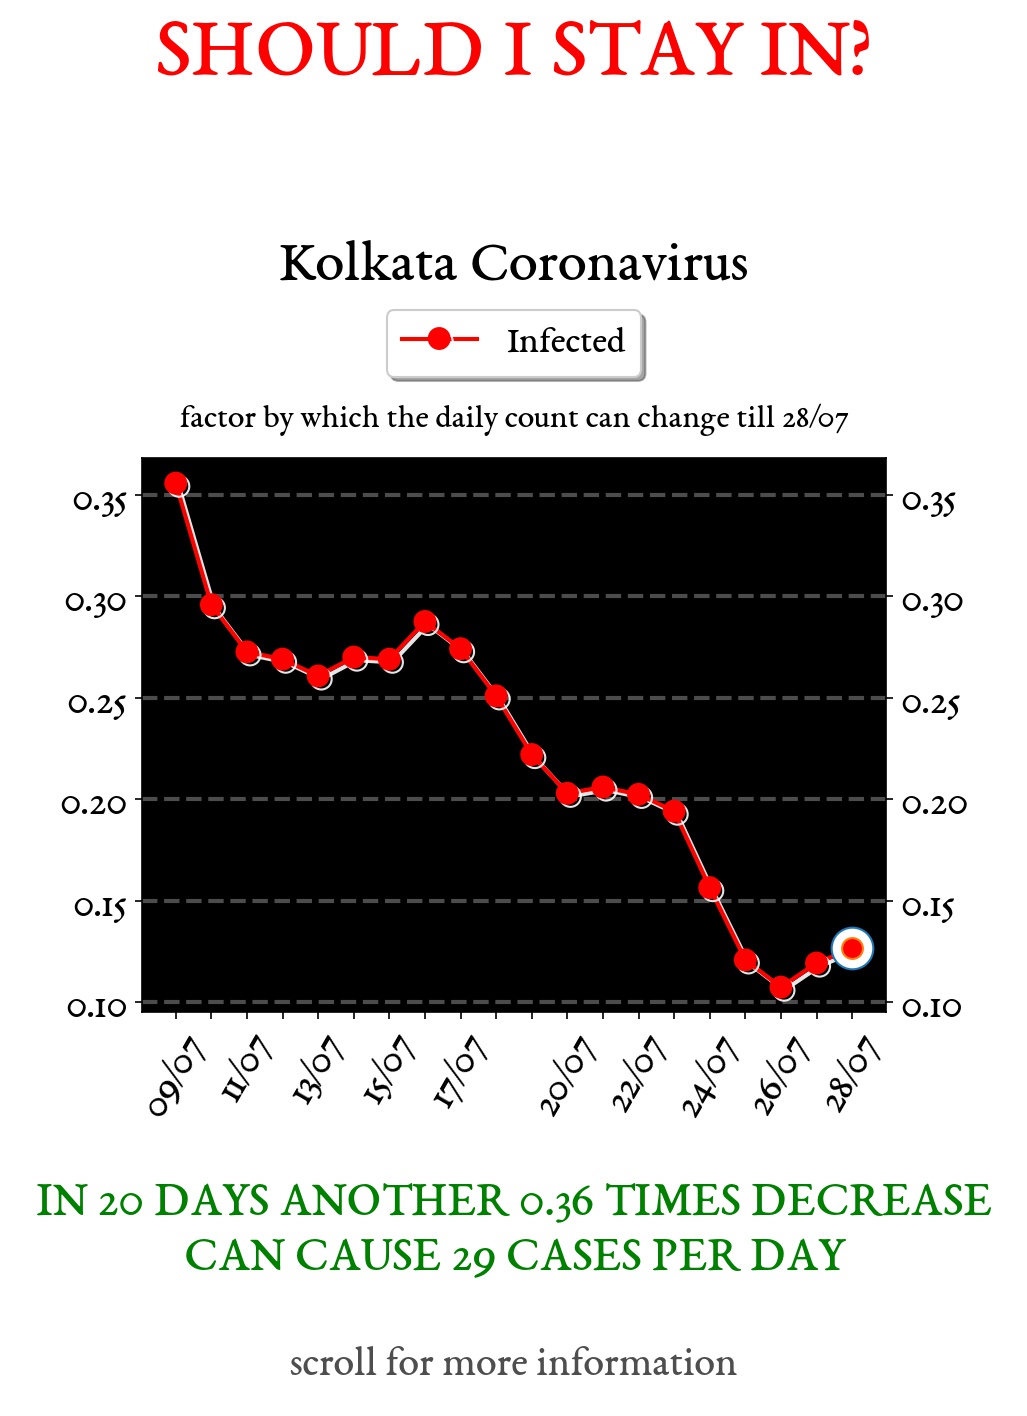 SHOULD I STAY IN?
Kolkata Coronavirus
Infected
factor by which the daily count can change till 28/07
0.35 0.35
0.30 0.30
0.25 0.25
0.20 0.20
0.15 0.15
0.10 0.10
09/07 11/07 13/07 15/07 17/07 20/07 22/07 24/07 26/07 28/07
IN 20 DAYS ANOTHER 0.36 TIMES DECREASE
CAN CAUSE 29 CASES PER DAY
scroll for more information